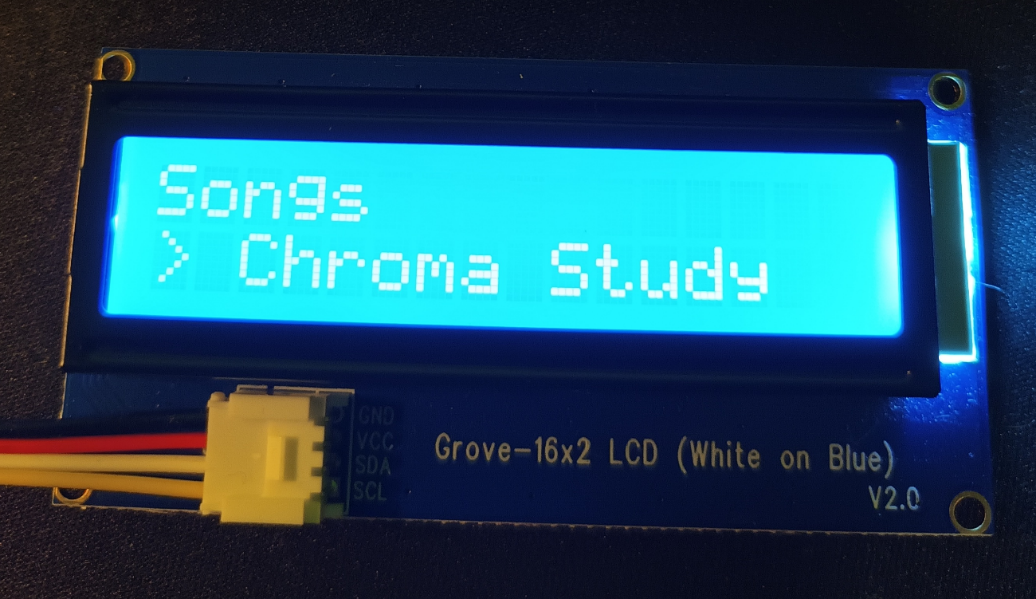 Songs
> Chroma Study
GND
VCC
SDA
SCL
Grove-16x2 LCD (White on Blue)
V2.0